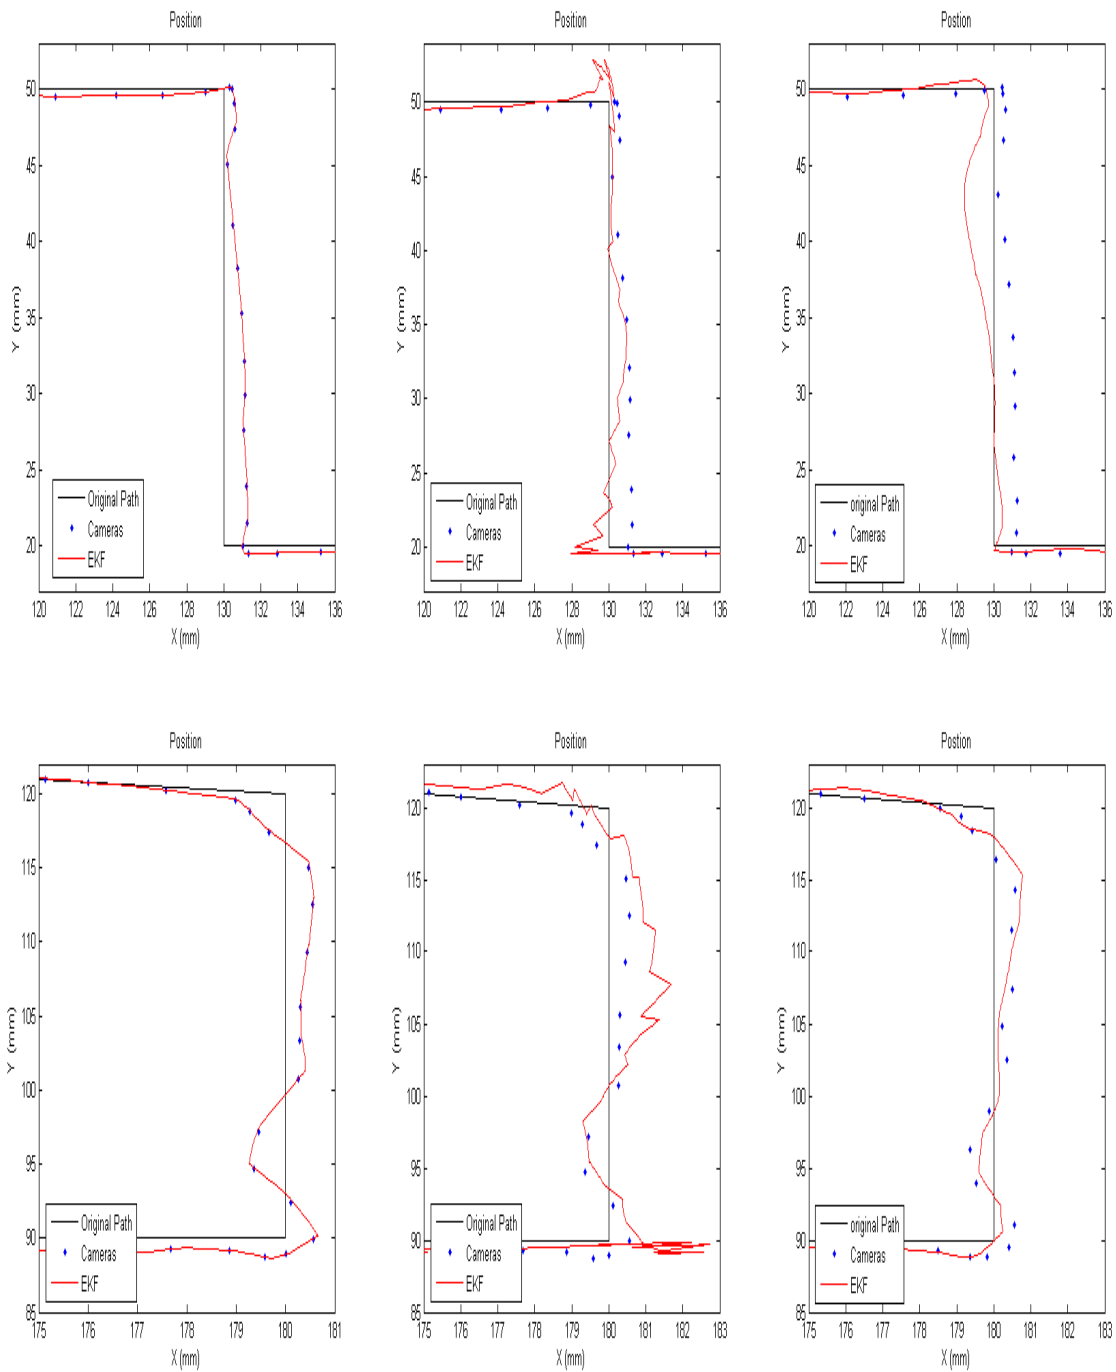 Position
50
45
40
35
30
25
20
Y (mm)
Original Path
Cameras
EKF
120 122 124 126 128 130 132 134 136
X (mm)
Position
50
45
40
35
30
25
20
Y (mm)
Original Path
Cameras
EKF
120 122 124 126 128 130 132 134 136
X (mm)
Position
50
45
40
35
30
25
20
Y (mm)
original Path
Cameras
EKF
120 122 124 126 128 130 132 134 136
X (mm)
Position
120
115
110
105
100
95
90
85
Y (mm)
Original Path
Cameras
EKF
175 176 177 178 179 180 181
X (mm)
Position
120
115
110
105
100
95
90
85
Y (mm)
Original Path
Cameras
EKF
175 176 177 178 179 180 181 182 183
X (mm)
Position
120
115
110
105
100
95
90
85
Y (mm)
original Path
Cameras
EKF
175 176 177 178 179 180 181 182 183
X (mm)